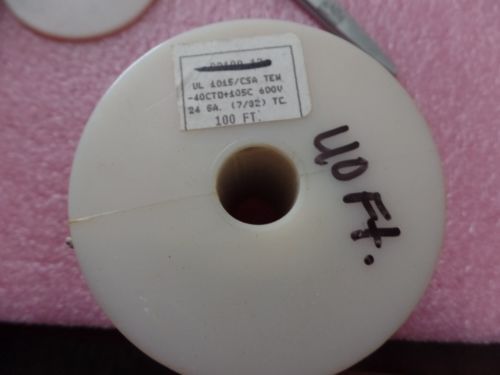 UL 1015/CSA TEW
-40CTO+105C 600V
24 GA. (7/32) TC.
100 FT.
40 Ft.